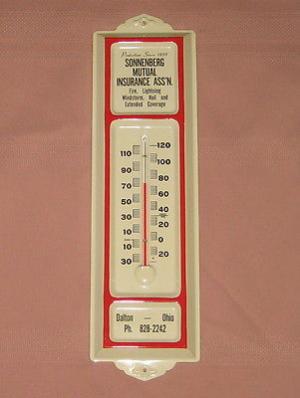 Protection Since 1859
SONNENBERG
MUTUAL
INSURANCE ASS'N.
Fire, Lightning
Windstorm, Hail and
Extended Coverage
120
110
100
90
80
70
60
50
40
30
20
10
0
10
20
30
Dalton — Ohio
Ph. 828-2242